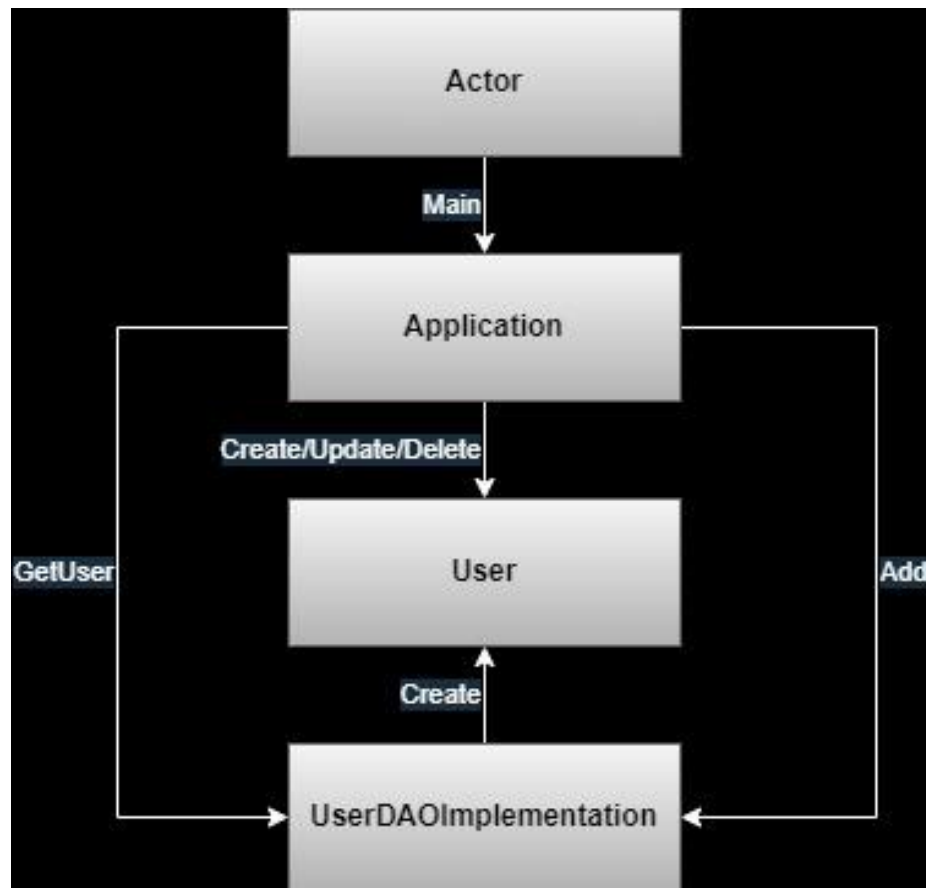 Actor
Main
Application
Create/Update/Delete
User
GetUser
Add
Create
UserDAOImplementation